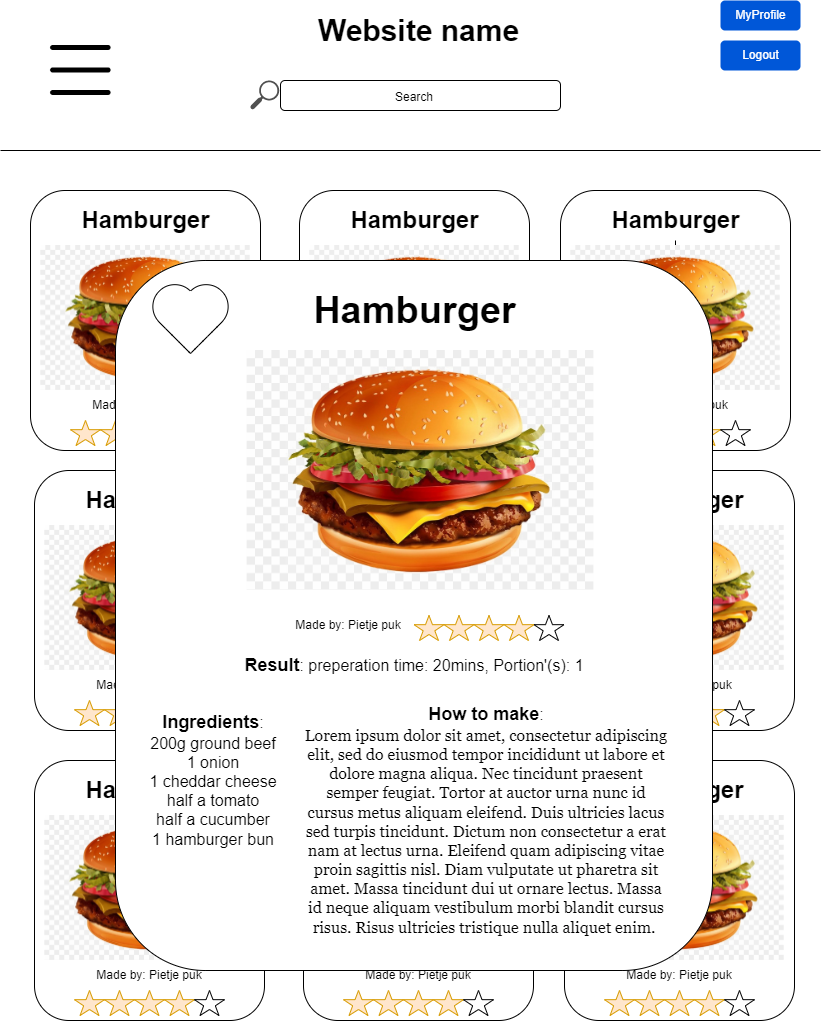 Website name
MyProfile
Logout
Search
Hamburger
Hamburger
Hamburger
Mad
puk
Ha
ger
Ma
puk
Ha
ger
Hamburger
Made by: Pietje puk
Result: preperation time: 20mins, Portion'(s): 1
Ingredients:
200g ground beef
1 onion
1 cheddar cheese
half a tomato
half a cucumber
1 hamburger bun
How to make:
Lorem ipsum dolor sit amet, consectetur adipiscing
elit, sed do eiusmod tempor incididunt ut labore et
dolore magna aliqua. Nec tincidunt praesent
semper feugiat. Tortor at auctor urna nunc id
cursus metus aliquam eleifend. Duis ultricies lacus
sed turpis tincidunt. Dictum non consectetur a erat
nam at lectus urna. Eleifend quam adipiscing vitae
proin sagittis nisl. Diam vulputate ut pharetra sit
amet. Massa tincidunt dui ut ornare lectus. Massa
id neque aliquam vestibulum morbi blandit cursus
risus. Risus ultricies tristique nulla aliquet enim.
Made by: Pietje puk
Made by: Pietje puk
Made by: Pietje puk